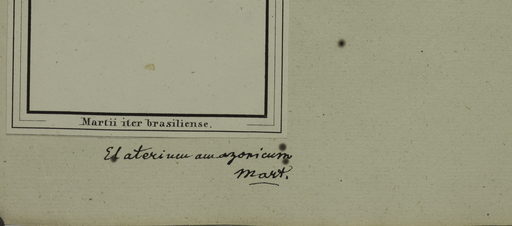 Martii iter brasiliense.
Elaterium amazonicum
Mart.